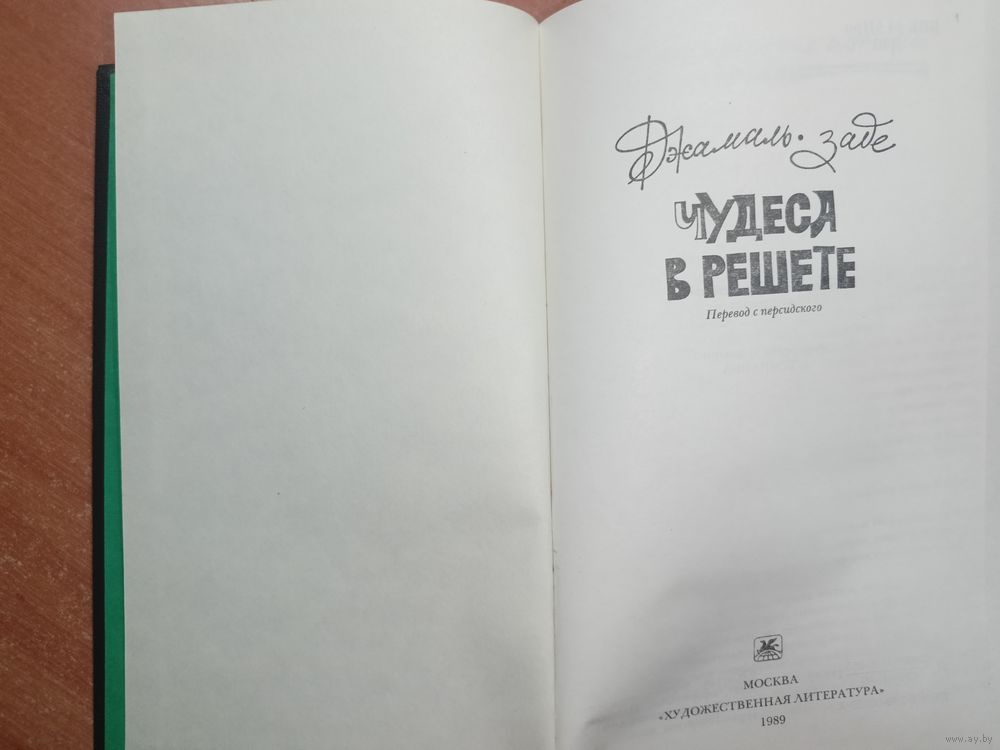 Джамаль-заде
ЧУДЕСА
В РЕШЕТЕ
Перевод с персидского
МОСКВА
«ХУДОЖЕСТВЕННАЯ ЛИТЕРАТУРА»
1989
www.ay.by